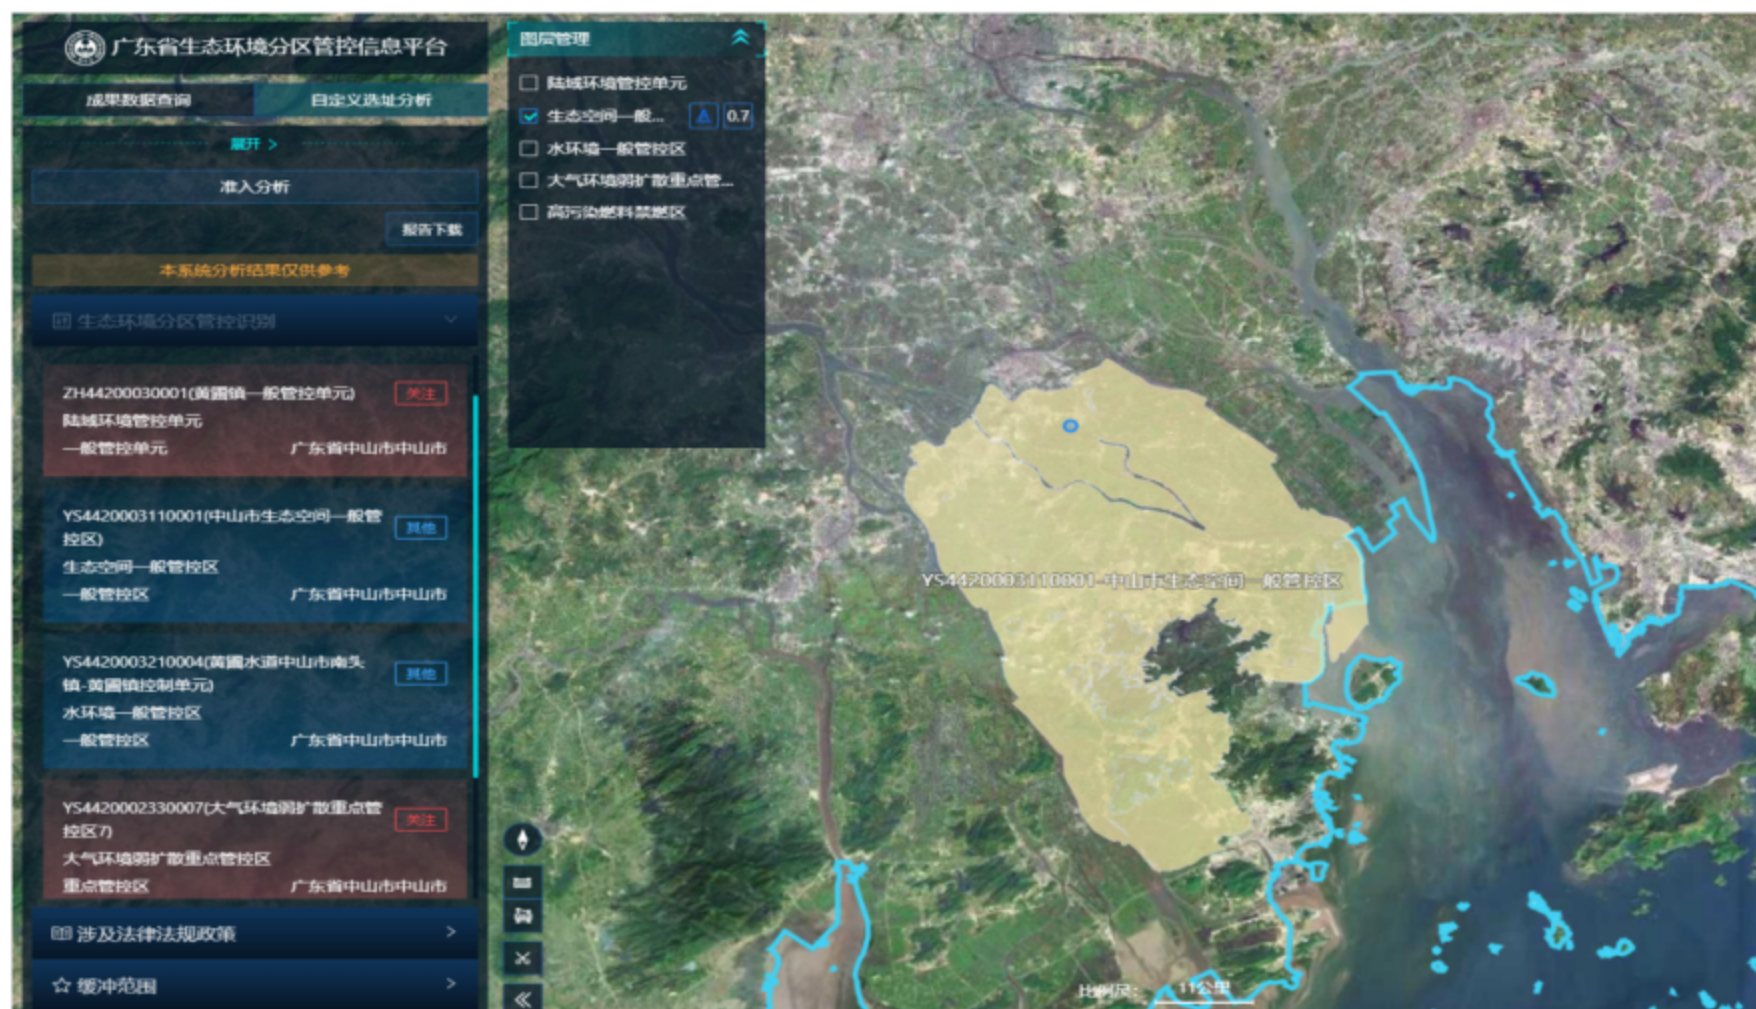 广东省生态环境分区管控信息平台
成果数据查询
自定义选址分析
展开 >
准入分析
报告下载
本系统分析结果仅供参考
生态环境分区管控识别
ZH44200030001(黄圃镇一般管控单元)
关注
陆域环境管控单元
一般管控单元
广东省中山市中山市
YS4420003110001(中山市生态空间一般管
控区)
其他
生态空间一般管控区
一般管控区
广东省中山市中山市
YS4420003210004(黄圃水道中山市南头
镇-黄圃镇控制单元)
其他
水环境一般管控区
一般管控区
广东省中山市中山市
YS4420002330007(大气环境弱扩散重点管
控区7)
关注
大气环境弱扩散重点管控区
重点管控区
广东省中山市中山市
涉及法律法规政策
缓冲范围
图层管理
陆域环境管控单元
生态空间一般...
0.7
水环境一般管控区
大气环境弱扩散重点管...
高污染燃料禁燃区
YS4420003110001-中山市生态空间一般管控区
比例尺:
11公里